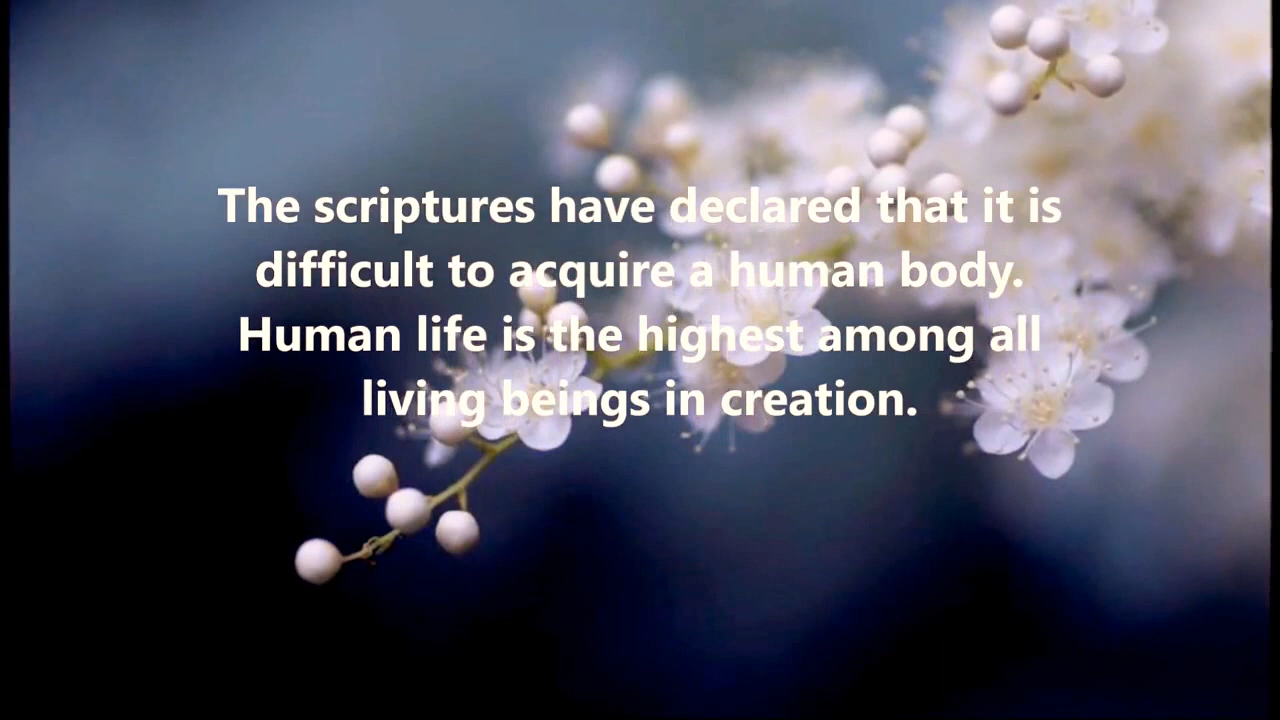 The scriptures have declared that it is
difficult to acquire a human body.
Human life is the highest among all
living beings in creation.